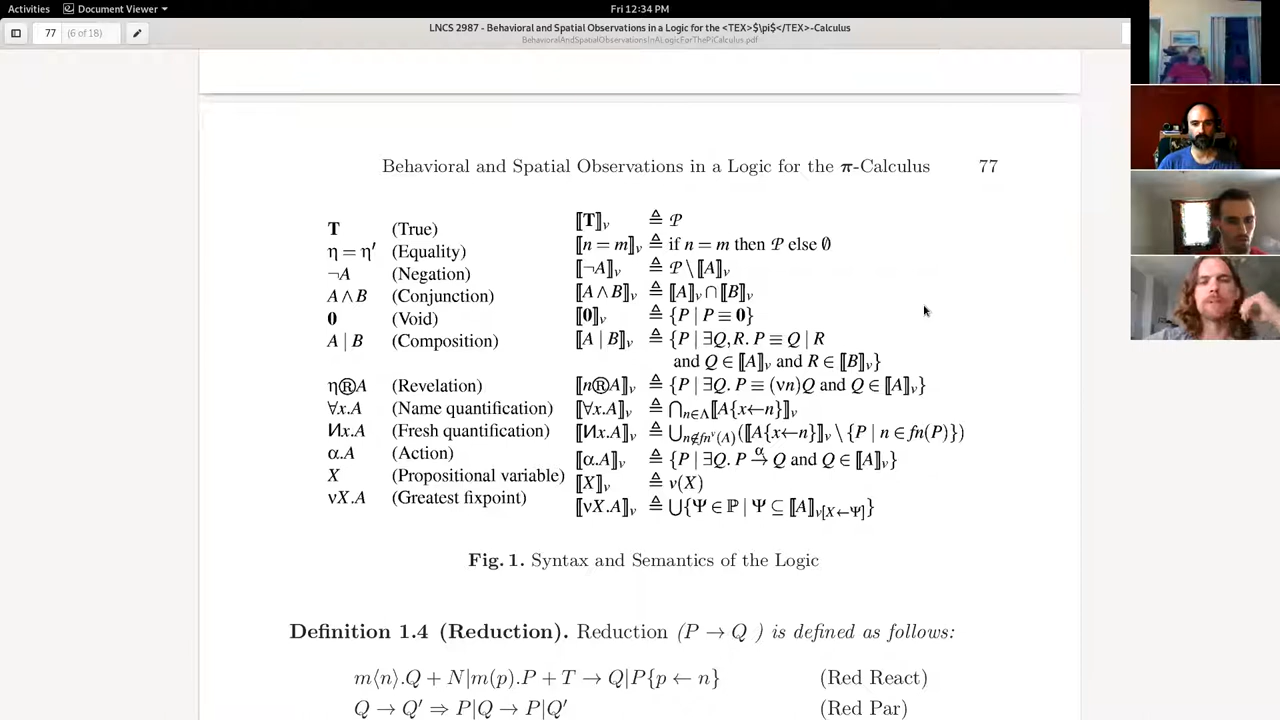 Activities
Document Viewer
Fri 12:34 PM
77
(6 of 18)
LNCS 2987 - Behavioral and Spatial Observations in a Logic for the <TEX>$\pi$</TEX>-Calculus
BehavioralAndSpatialObservationsInALogicForThePiCalculus.pdf
Behavioral and Spatial Observations in a Logic for the π-Calculus 77
T (True) ⟦T⟧v ≜ 𝒫
η = η′ (Equality) ⟦n = m⟧v ≜ if n = m then 𝒫 else ∅
¬A (Negation) ⟦¬A⟧v ≜ 𝒫 \ ⟦A⟧v
A ∧ B (Conjunction) ⟦A ∧ B⟧v ≜ ⟦A⟧v ∩ ⟦B⟧v
0 (Void) ⟦0⟧v ≜ {P | P ≡ 0}
A | B (Composition) ⟦A | B⟧v ≜ {P | ∃Q,R. P ≡ Q | R
and Q ∈ ⟦A⟧v and R ∈ ⟦B⟧v}
ηⓇA (Revelation) ⟦nⓇA⟧v ≜ {P | ∃Q. P ≡ (νn)Q and Q ∈ ⟦A⟧v}
∀x.A (Name quantification) ⟦∀x.A⟧v ≜ ⋂n∈Λ⟦A{x←n}⟧v
Иx.A (Fresh quantification) ⟦Иx.A⟧v ≜ ⋃n∉fnv(A)(⟦A{x←n}⟧v \ {P | n ∈ fn(P)})
α.A (Action) ⟦α.A⟧v ≜ {P | ∃Q. P →α Q and Q ∈ ⟦A⟧v}
X (Propositional variable) ⟦X⟧v ≜ v(X)
νX.A (Greatest fixpoint) ⟦νX.A⟧v ≜ ⋃{Ψ ∈ ℙ | Ψ ⊆ ⟦A⟧v[X←Ψ]}
Fig. 1. Syntax and Semantics of the Logic
Definition 1.4 (Reduction). Reduction (P → Q ) is defined as follows:
m⟨n⟩.Q + N|m(p).P + T → Q|P{p ← n} (Red React)
Q → Q′ ⇒ P|Q → P|Q′ (Red Par)